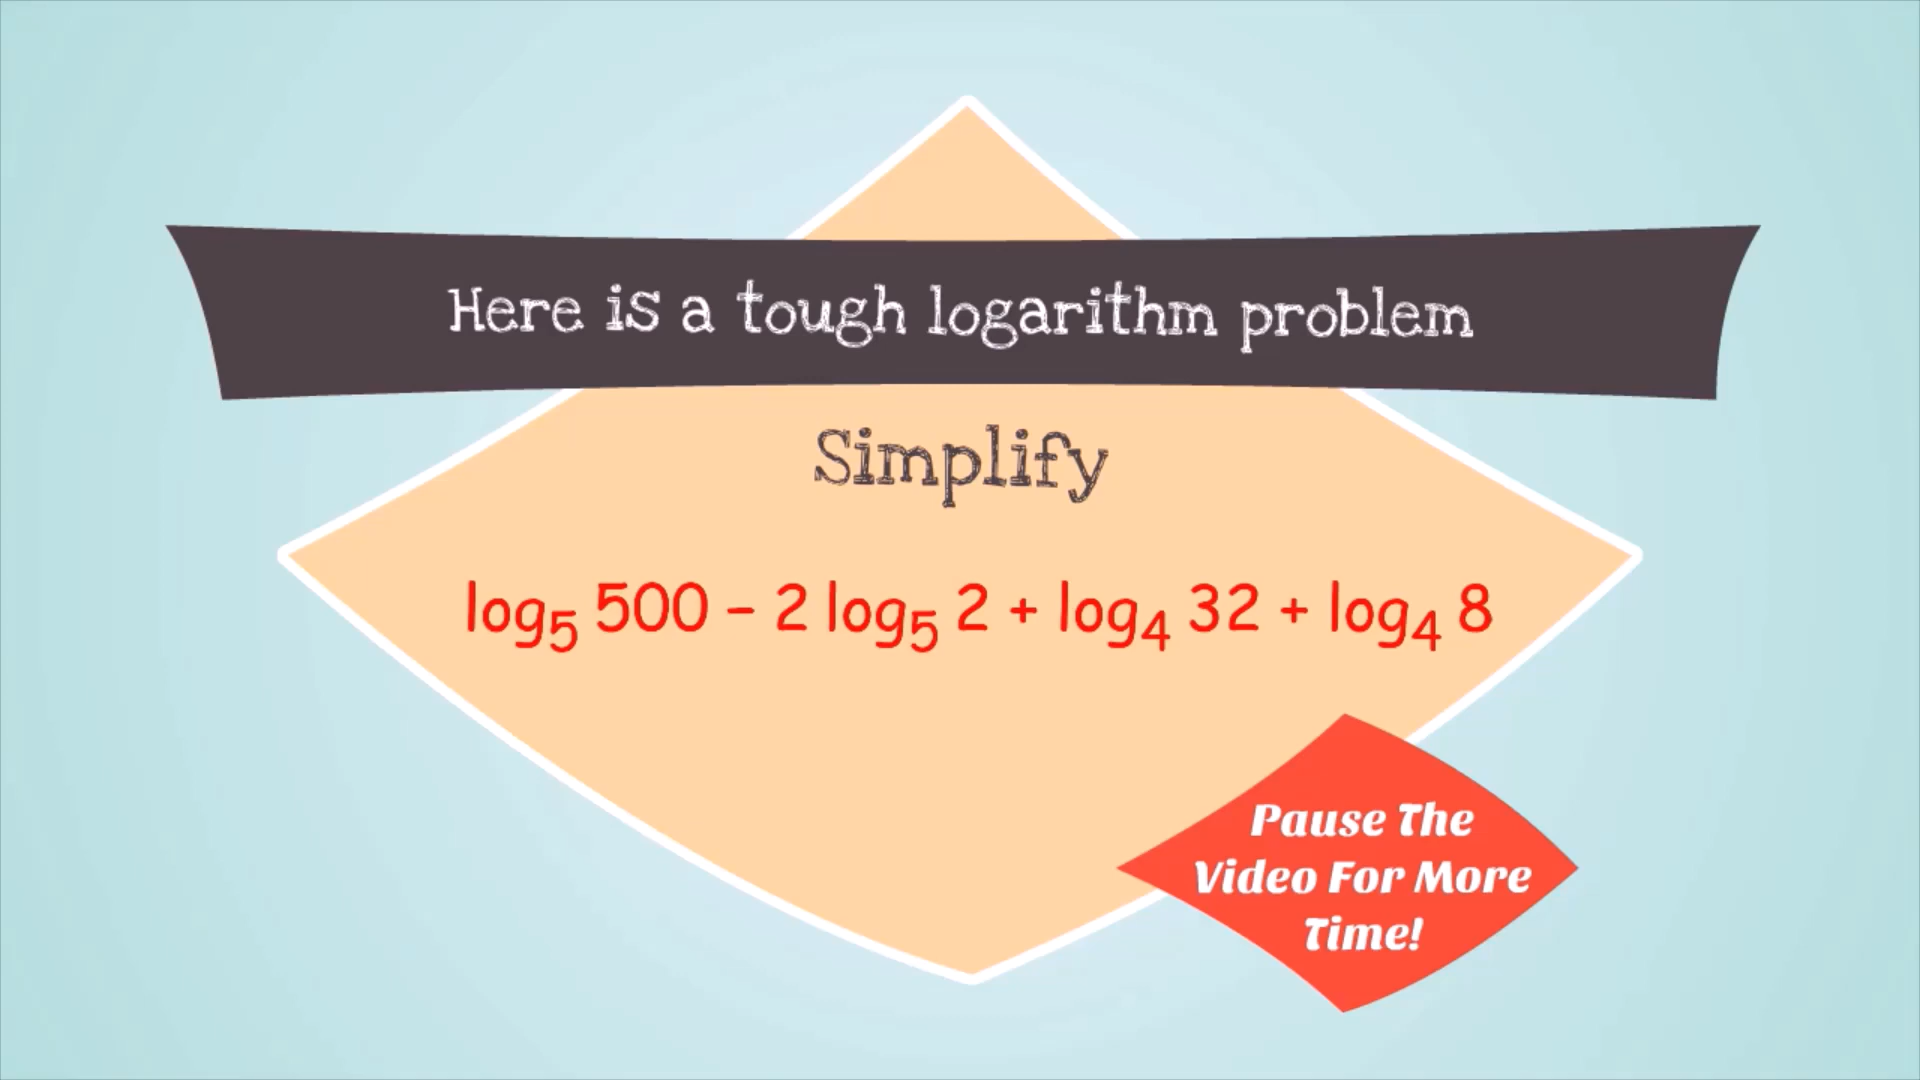 Here is a tough logarithm problem
Simplify
log₅ 500 – 2 log₅ 2 + log₄ 32 + log₄ 8
Pause The
Video For More
Time!